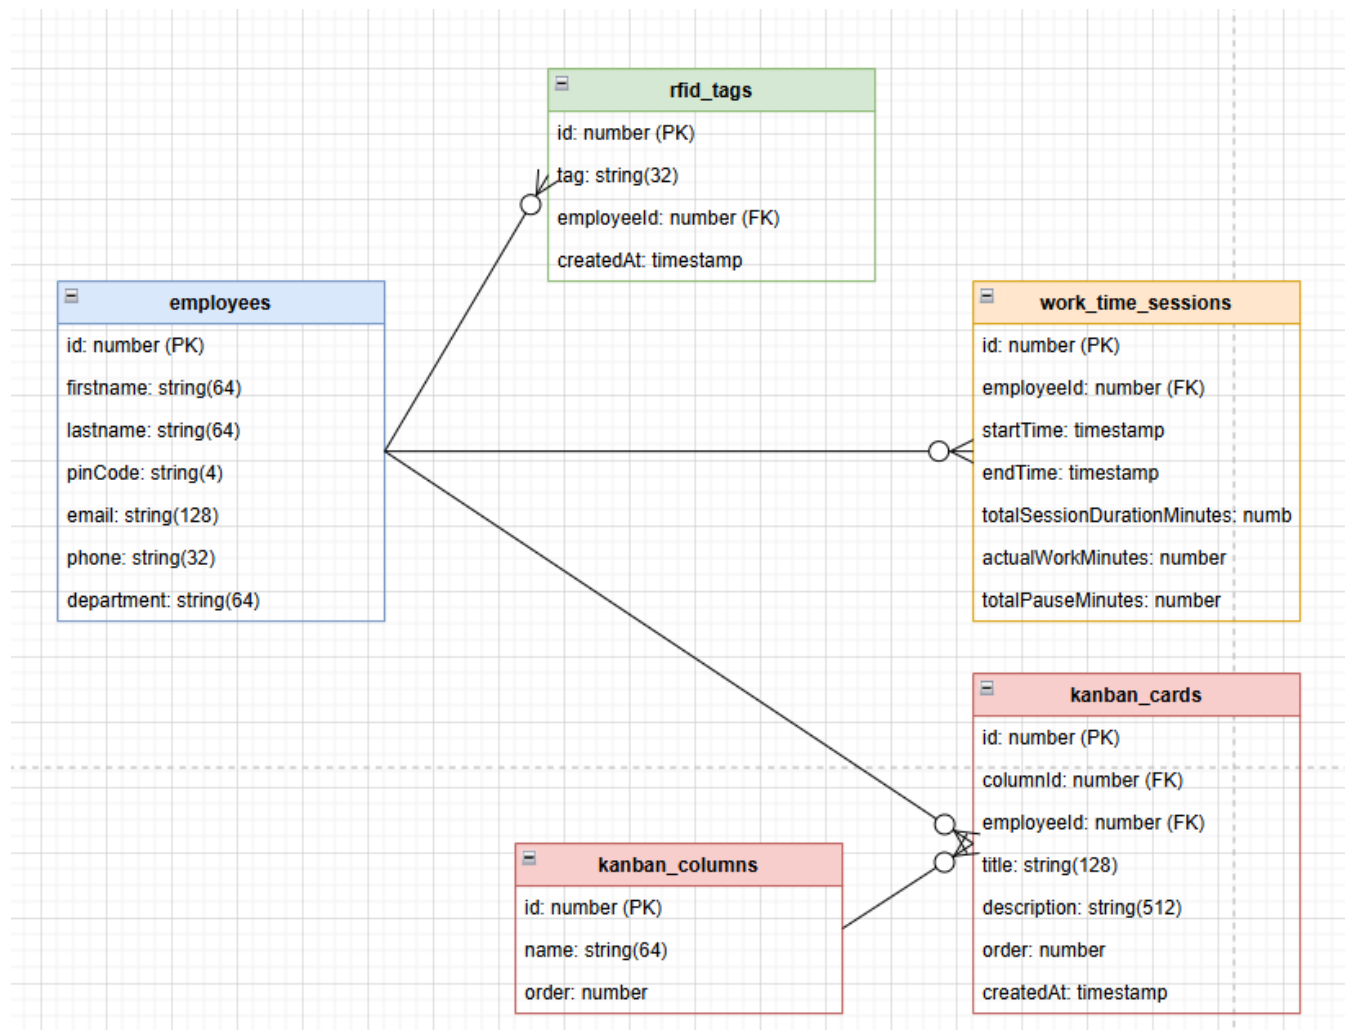 rfid_tags
id: number (PK)
tag: string(32)
employeeId: number (FK)
createdAt: timestamp
employees
id: number (PK)
firstname: string(64)
lastname: string(64)
pinCode: string(4)
email: string(128)
phone: string(32)
department: string(64)
work_time_sessions
id: number (PK)
employeeId: number (FK)
startTime: timestamp
endTime: timestamp
totalSessionDurationMinutes: numb
actualWorkMinutes: number
totalPauseMinutes: number
kanban_cards
id: number (PK)
columnId: number (FK)
employeeId: number (FK)
title: string(128)
description: string(512)
order: number
createdAt: timestamp
kanban_columns
id: number (PK)
name: string(64)
order: number